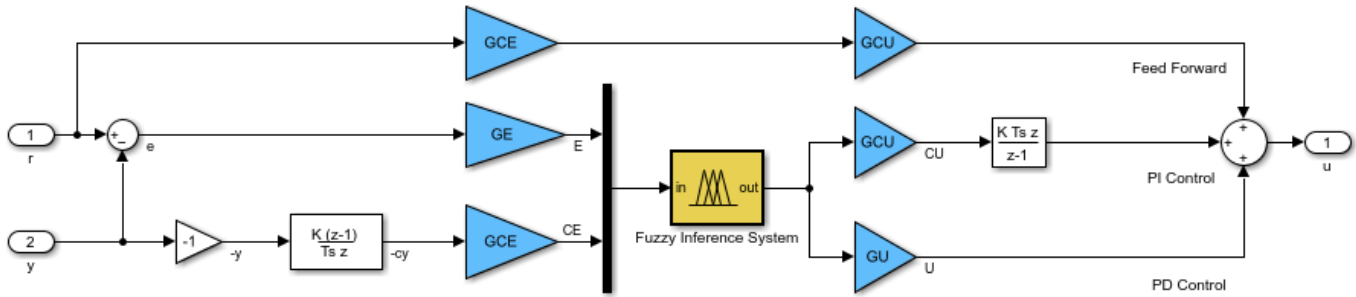 GCE
GCU
Feed Forward
1
r
+
−
e
GE
E
GCU
CU
K Ts z
z-1
+
+
+
1
u
in
out
PI Control
Fuzzy Inference System
2
y
-1
-y
K (z-1)
Ts z
-cy
GCE
CE
GU
U
PD Control